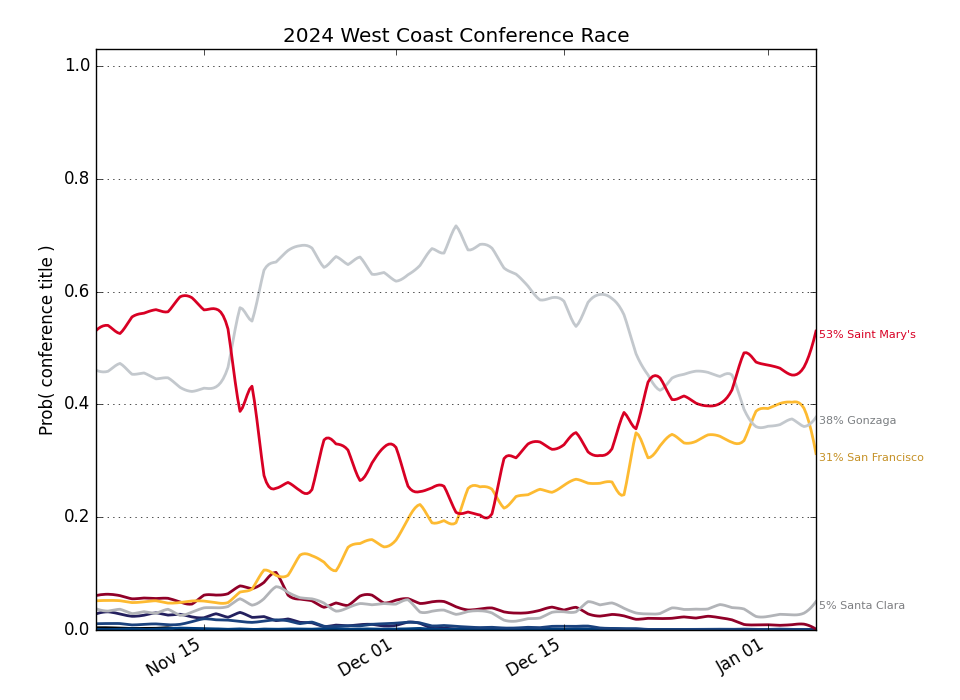 2024 West Coast Conference Race
Prob( conference title )
1.0
0.8
0.6
0.4
0.2
0.0
Nov 15
Dec 01
Dec 15
Jan 01
53% Saint Mary's
38% Gonzaga
31% San Francisco
5% Santa Clara